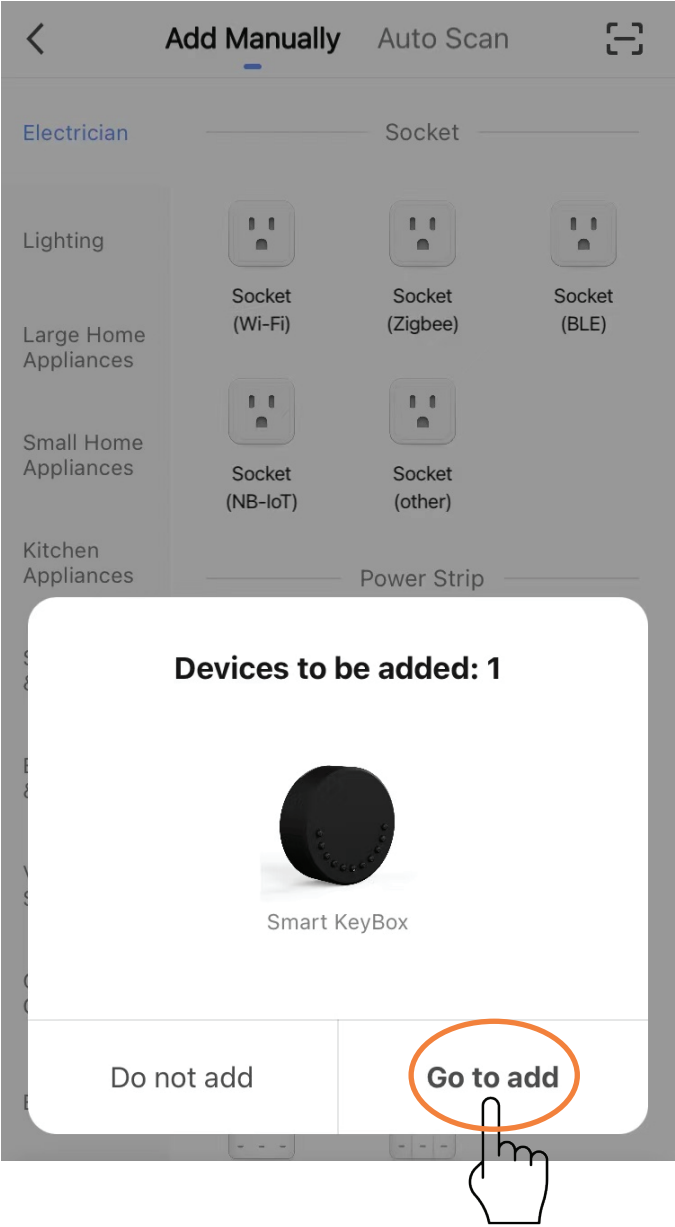 Add Manually
Auto Scan
Electrician
Socket
Lighting
Socket
(Wi-Fi)
Socket
(Zigbee)
Socket
(BLE)
Large Home
Appliances
Small Home
Appliances
Socket
(NB-IoT)
Socket
(other)
Kitchen
Appliances
Power Strip
Devices to be added: 1
Smart KeyBox
Do not add
Go to add